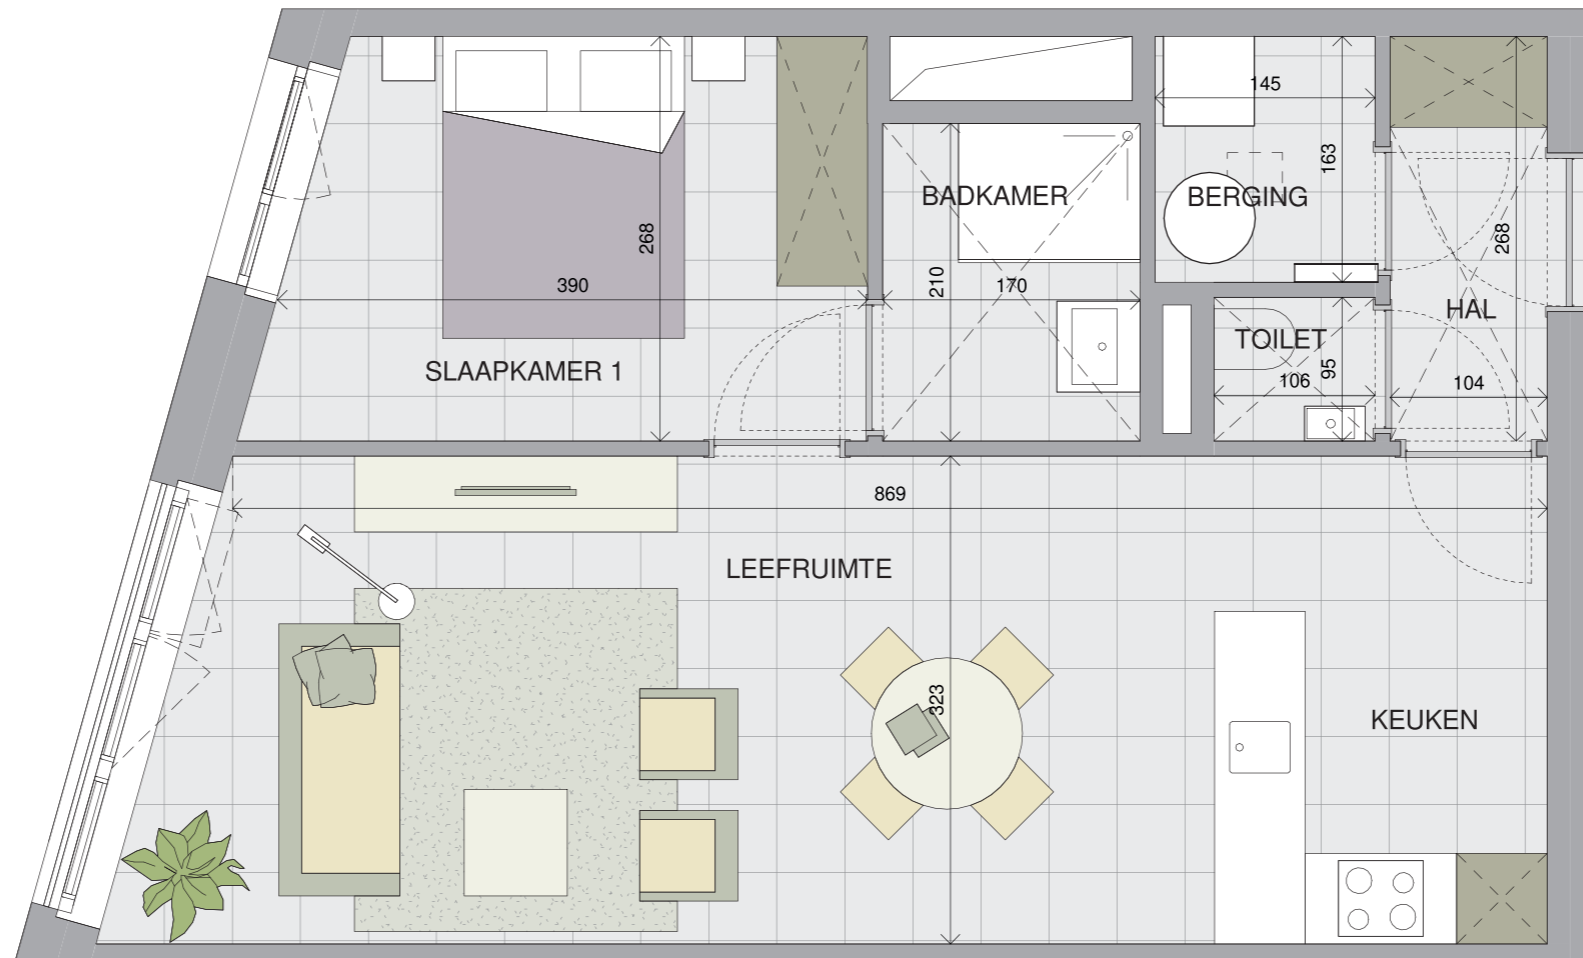 145
163
BADKAMER
BERGING
268
268
210
390
170
HAL
TOILET
95
SLAAPKAMER 1
106
104
869
LEEFRUIMTE
323
KEUKEN